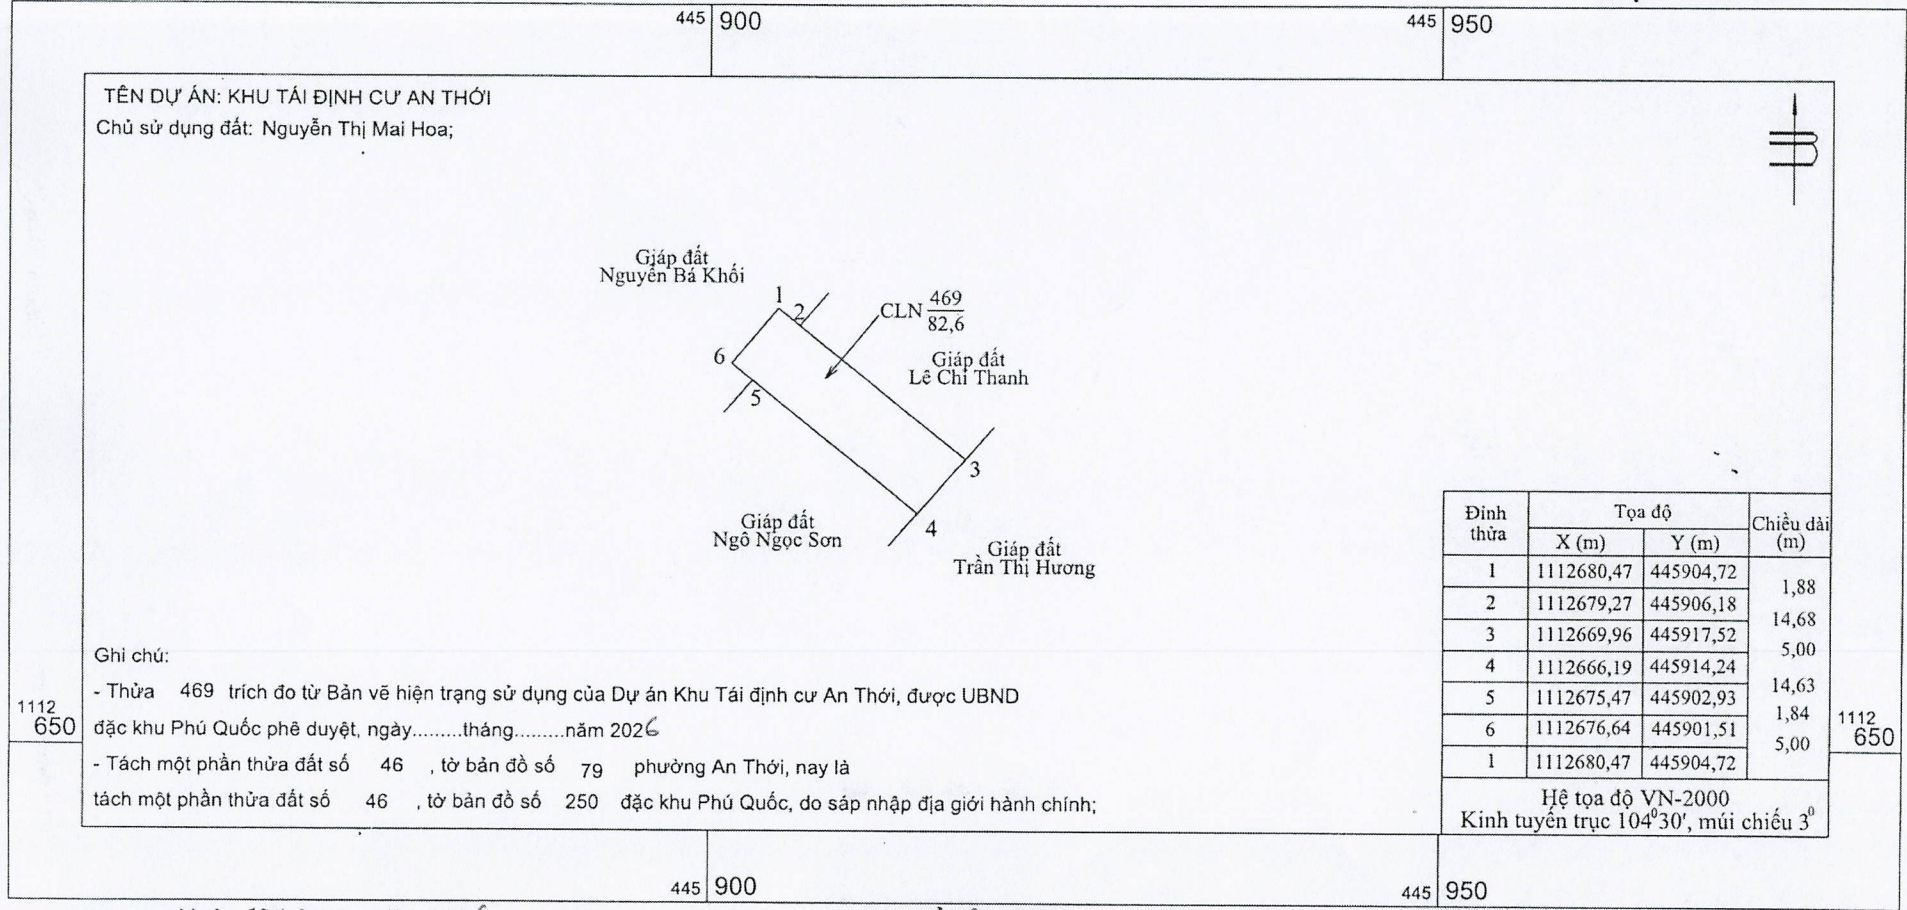 445 900
445 950
TÊN DỰ ÁN: KHU TÁI ĐỊNH CƯ AN THỚI
Chủ sử dụng đất: Nguyễn Thị Mai Hoa;
Giáp đất
Nguyễn Bá Khối
1
2
CLN 469
82,6
6
Giáp đất
Lê Chí Thanh
5
3
4
Giáp đất
Ngô Ngọc Sơn
Giáp đất
Trần Thị Hương
Đỉnh thửa Tọa độ Chiều dài (m)
X (m) Y (m)
1 1112680,47 445904,72
1,88
2 1112679,27 445906,18
14,68
3 1112669,96 445917,52
5,00
4 1112666,19 445914,24
14,63
5 1112675,47 445902,93
1,84
6 1112676,64 445901,51
5,00
1 1112680,47 445904,72
Hệ tọa độ VN-2000
Kinh tuyến trục 104⁰30', múi chiếu 3⁰
Ghi chú:
- Thửa 469 trích đo từ Bản vẽ hiện trạng sử dụng của Dự án Khu Tái định cư An Thới, được UBND
đặc khu Phú Quốc phê duyệt, ngày.........tháng.........năm 2026
- Tách một phần thửa đất số 46 , tờ bản đồ số 79 phường An Thới, nay là
tách một phần thửa đất số 46 , tờ bản đồ số 250 đặc khu Phú Quốc, do sáp nhập địa giới hành chính;
1112
650
1112
650
445 900
445 950